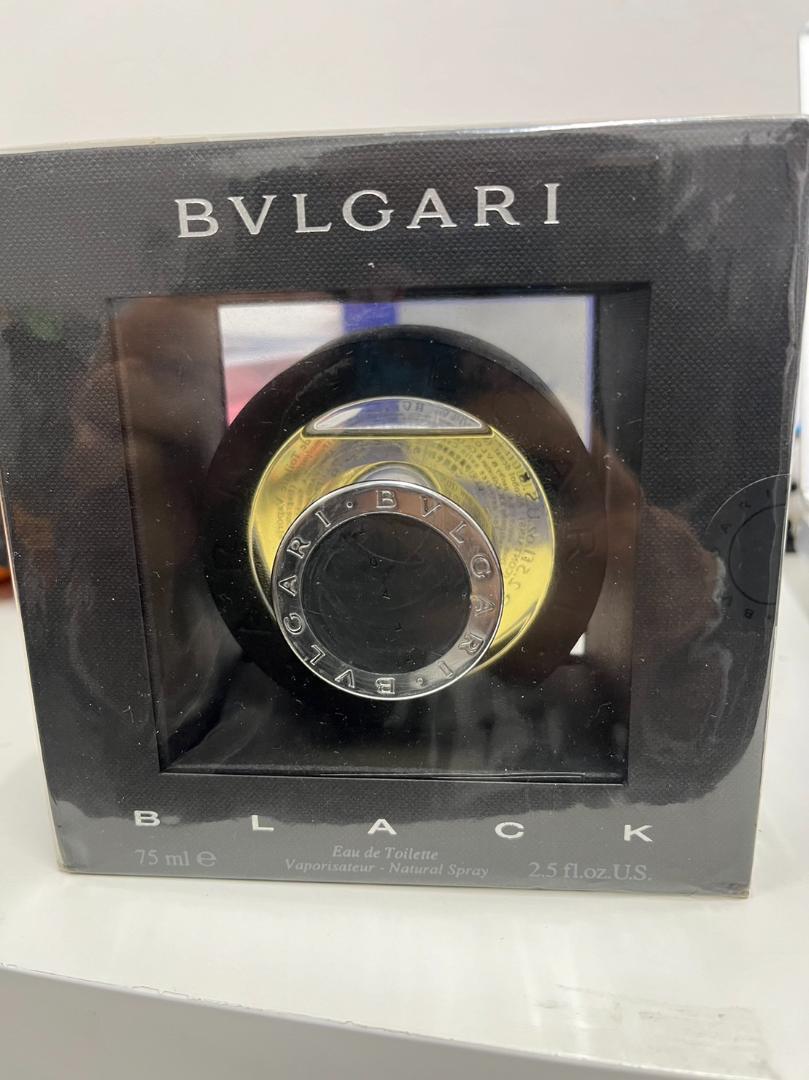 BVLGARI
BVLGARI · BVLGARI ·
B L A C K
75 ml ℮ Eau de Toilette 2.5 fl.oz.U.S.
Vaporisateur - Natural Spray